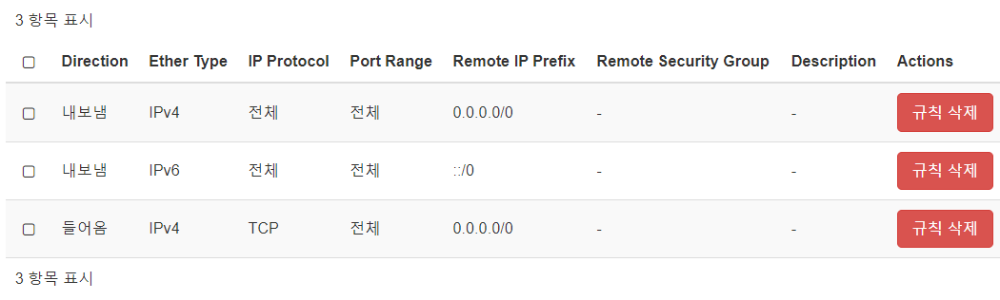 3 항목 표시
Direction Ether Type IP Protocol Port Range Remote IP Prefix Remote Security Group Description Actions
내보냄 IPv4 전체 전체 0.0.0.0/0 - - 규칙 삭제
내보냄 IPv6 전체 전체 ::/0 - - 규칙 삭제
들어옴 IPv4 TCP 전체 0.0.0.0/0 - - 규칙 삭제
3 항목 표시